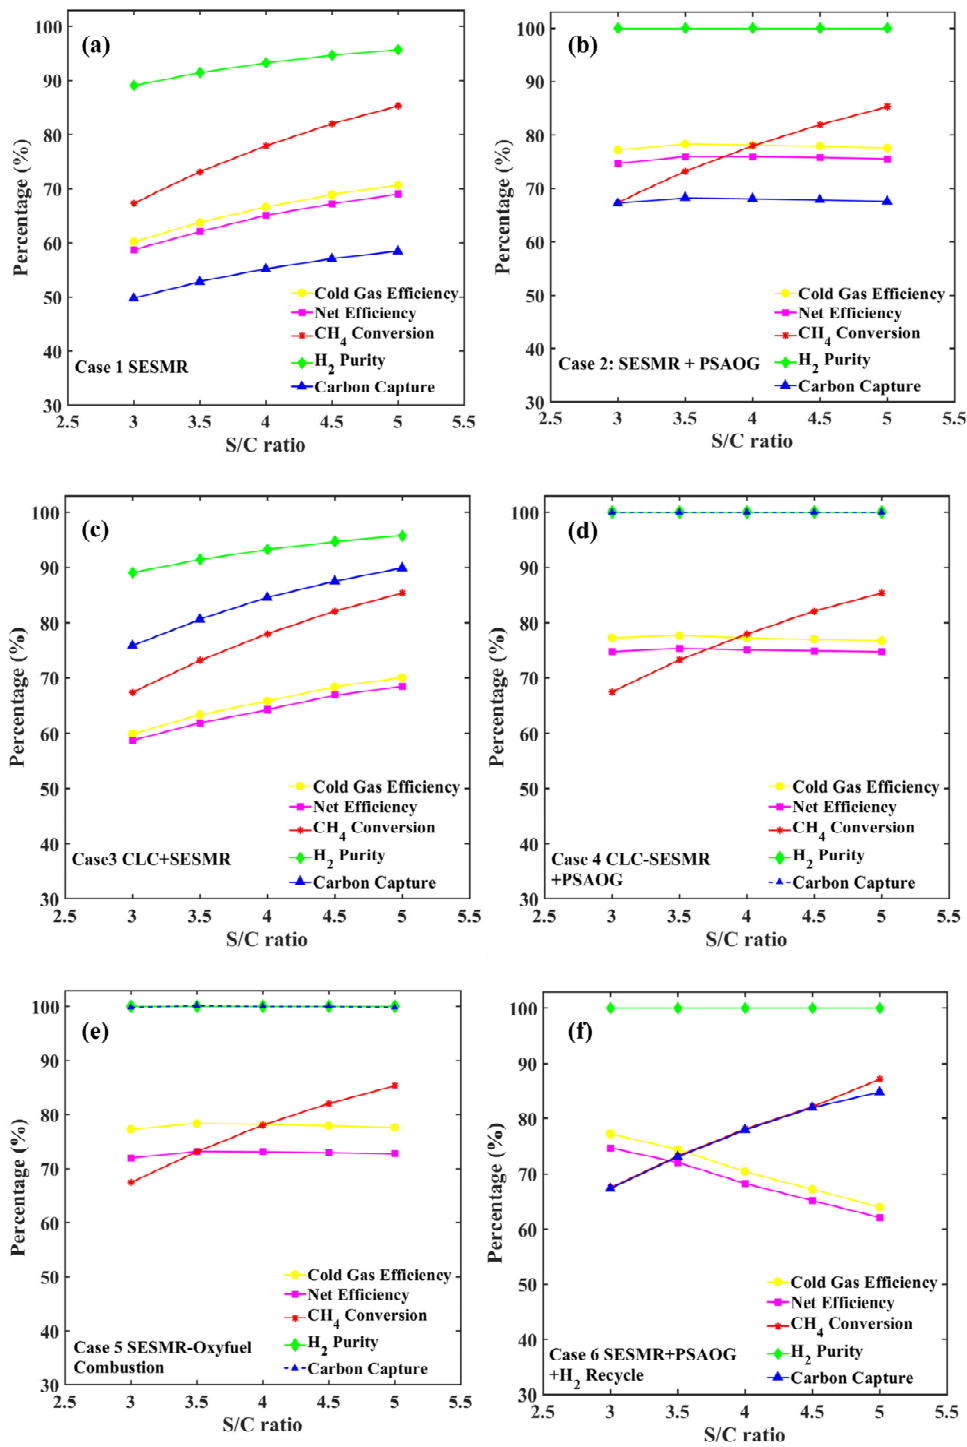 (a)
Percentage (%)
100
90
80
70
60
50
40
30
Cold Gas Efficiency
Net Efficiency
CH4 Conversion
H2 Purity
Carbon Capture
Case 1 SESMR
2.5 3 3.5 4 4.5 5 5.5
S/C ratio
(b)
Percentage (%)
100
90
80
70
60
50
40
30
Cold Gas Efficiency
Net Efficiency
CH4 Conversion
H2 Purity
Carbon Capture
Case 2: SESMR + PSAOG
2.5 3 3.5 4 4.5 5 5.5
S/C ratio
(c)
Percentage (%)
100
90
80
70
60
50
40
30
Cold Gas Efficiency
Net Efficiency
CH4 Conversion
H2 Purity
Carbon Capture
Case3 CLC+SESMR
2.5 3 3.5 4 4.5 5 5.5
S/C ratio
(d)
Percentage (%)
100
90
80
70
60
50
40
30
Cold Gas Efficiency
Net Efficiency
CH4 Conversion
H2 Purity
Carbon Capture
Case 4 CLC-SESMR
+PSAOG
2.5 3 3.5 4 4.5 5 5.5
S/C ratio
(e)
Percentage (%)
100
90
80
70
60
50
40
30
Cold Gas Efficiency
Net Efficiency
CH4 Conversion
H2 Purity
Carbon Capture
Case 5 SESMR-Oxyfuel
Combustion
2.5 3 3.5 4 4.5 5 5.5
S/C ratio
(f)
Percentage (%)
100
90
80
70
60
50
40
30
Cold Gas Efficiency
Net Efficiency
CH4 Conversion
H2 Purity
Carbon Capture
Case 6 SESMR+PSAOG
+H2 Recycle
2.5 3 3.5 4 4.5 5 5.5
S/C ratio